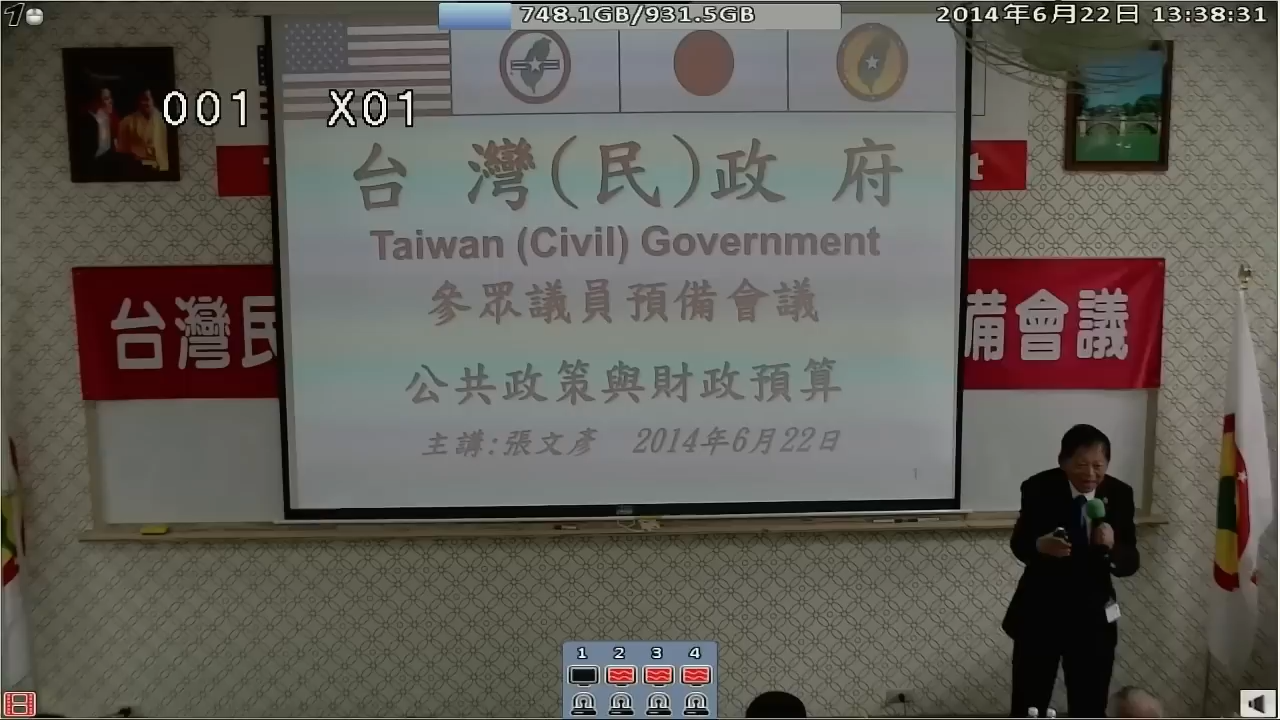 748.1GB/931.5GB
2014年6月22日 13:38:31
001 X01
台灣(民)政府
t
Taiwan (Civil) Government
參眾議員預備會議
台灣民
備會議
公共政策與財政預算
主講:張文彥 2014年6月22日
1
1 2 3 4